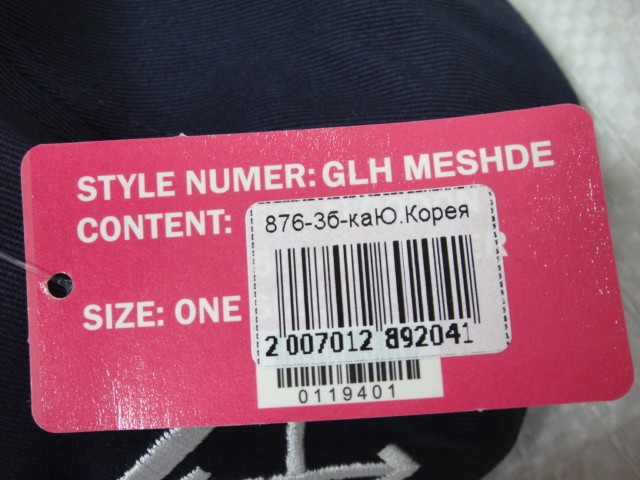 STYLE NUMER: GLH MESHDE
CONTENT:
876-3б-каЮ.Корея
SIZE: ONE
2 007012 892041
0119401